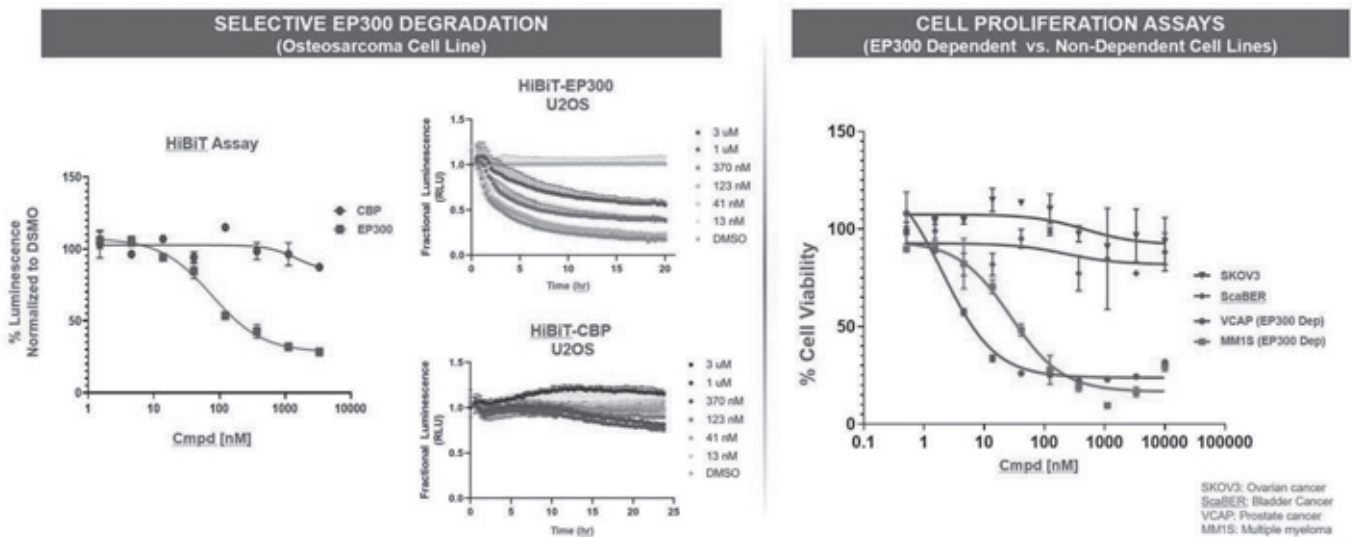 SELECTIVE EP300 DEGRADATION
(Osteosarcoma Cell Line)
HiBiT Assay
% Luminescence
Normalized to DSMO
150
100
50
0
1
10
100
1000
10000
Cmpd [nM]
CBP
EP300
HiBiT-EP300
U2OS
Fractional Luminescence
(RLU)
1.5
1.0
0.5
0.0
0
5
10
15
20
Time (hr)
3 uM
1 uM
370 nM
123 nM
41 nM
13 nM
DMSO
HiBiT-CBP
U2OS
Fractional Luminescence
(RLU)
1.5
1.0
0.5
0.0
0
5
10
15
20
25
Time (hr)
3 uM
1 uM
370 nM
123 nM
41 nM
13 nM
DMSO
CELL PROLIFERATION ASSAYS
(EP300 Dependent vs. Non-Dependent Cell Lines)
% Cell Viability
150
100
50
0
0.1
1
10
100
1000
10000
100000
Cmpd [nM]
SKOV3
ScaBER
VCAP (EP300 Dep)
MM1S (EP300 Dep)
SKOV3: Ovarian cancer
ScaBER: Bladder Cancer
VCAP: Prostate cancer
MM1S: Multiple myeloma